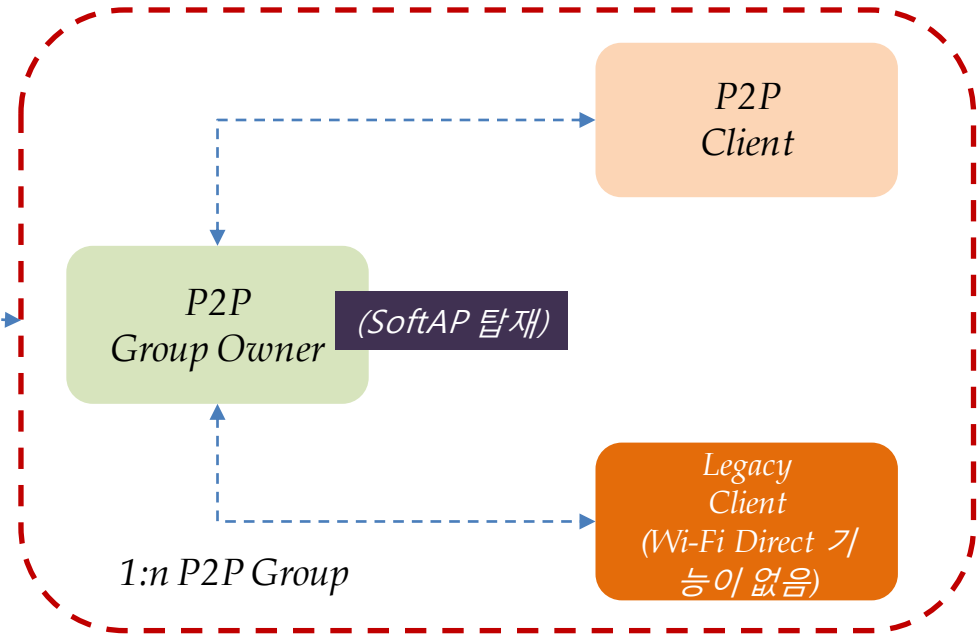 P2P
Client
P2P
Group Owner
(SoftAP 탑재)
Legacy
Client
(Wi-Fi Direct 기
능이 없음)
1:n P2P Group